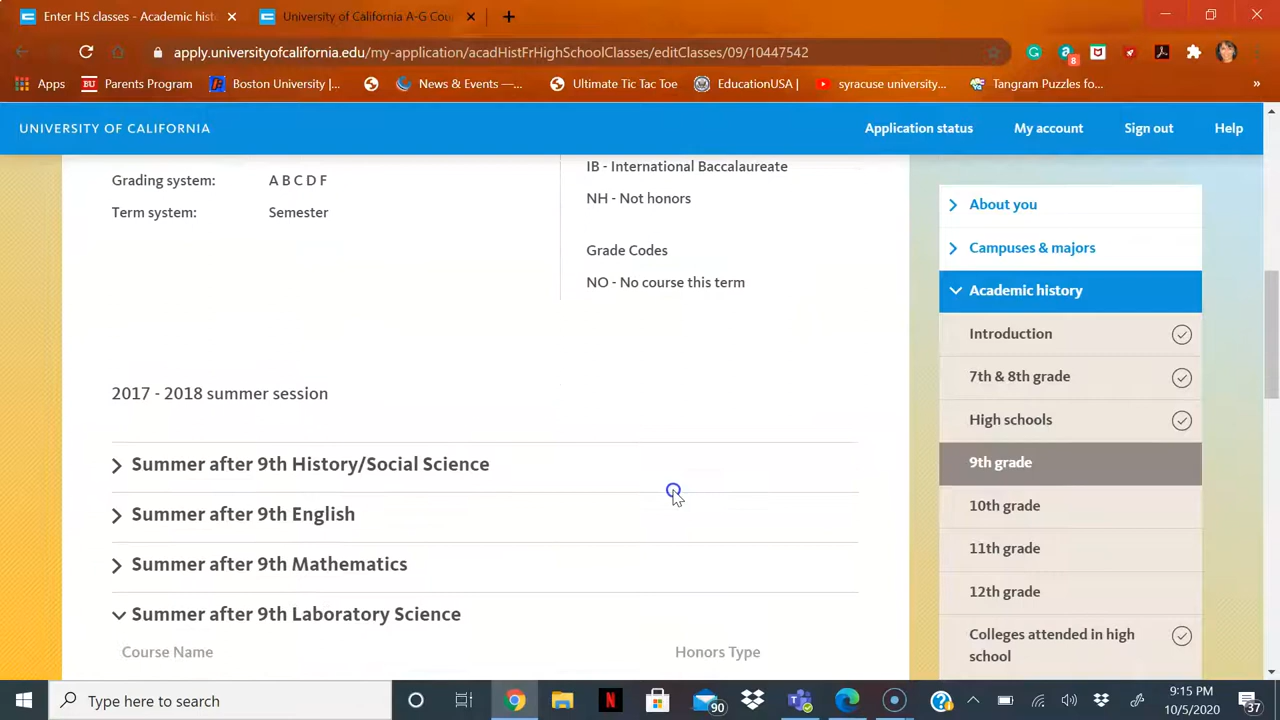 Enter HS classes - Academic hist
University of California A-G Cou
apply.universityofcalifornia.edu/my-application/acadHistFrHighSchoolClasses/editClasses/09/10447542
8
Apps
BU
Parents Program
Boston University |...
News & Events —...
Ultimate Tic Tac Toe
EducationUSA |
syracuse university...
Tangram Puzzles fo...
»
UNIVERSITY OF CALIFORNIA
Application status
My account
Sign out
Help
Grading system:
A B C D F
Term system:
Semester
IB - International Baccalaureate
NH - Not honors
Grade Codes
NO - No course this term
2017 - 2018 summer session
Summer after 9th History/Social Science
Summer after 9th English
Summer after 9th Mathematics
Summer after 9th Laboratory Science
Course Name
Honors Type
About you
Campuses & majors
Academic history
Introduction
7th & 8th grade
High schools
9th grade
10th grade
11th grade
12th grade
Colleges attended in high
school
Type here to search
90
9:15 PM
10/5/2020
37